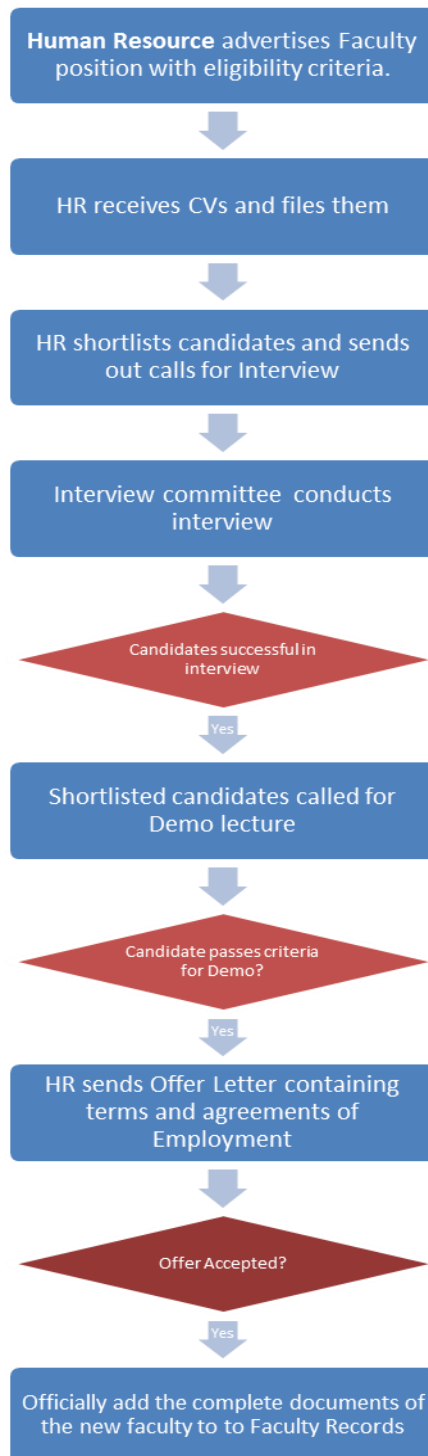 Human Resource advertises Faculty
position with eligibility criteria.
HR receives CVs and files them
HR shortlists candidates and sends
out calls for Interview
Interview committee conducts
interview
Candidates successful in
interview
Yes
Shortlisted candidates called for
Demo lecture
Candidate passes criteria
for Demo?
Yes
HR sends Offer Letter containing
terms and agreements of
Employment
Offer Accepted?
Yes
Officially add the complete documents of
the new faculty to to Faculty Records